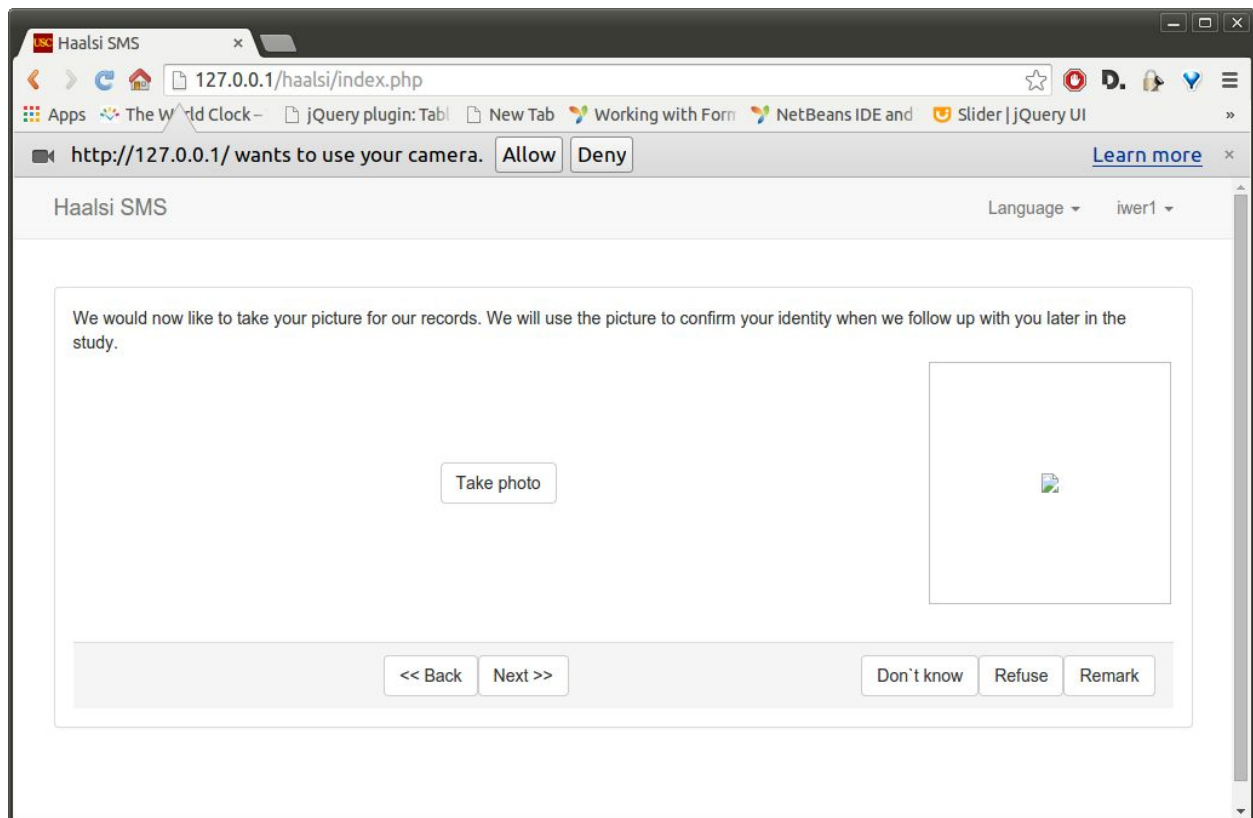 USC Haalsi SMS ×
127.0.0.1/haalsi/index.php D.
Apps The W rld Clock – jQuery plugin: Tabl New Tab Working with Form NetBeans IDE and Slider | jQuery UI »
http://127.0.0.1/ wants to use your camera. Allow Deny Learn more ×
Haalsi SMS Language iwer1
We would now like to take your picture for our records. We will use the picture to confirm your identity when we follow up with you later in the
study.
Take photo
<< Back Next >> Don`t know Refuse Remark